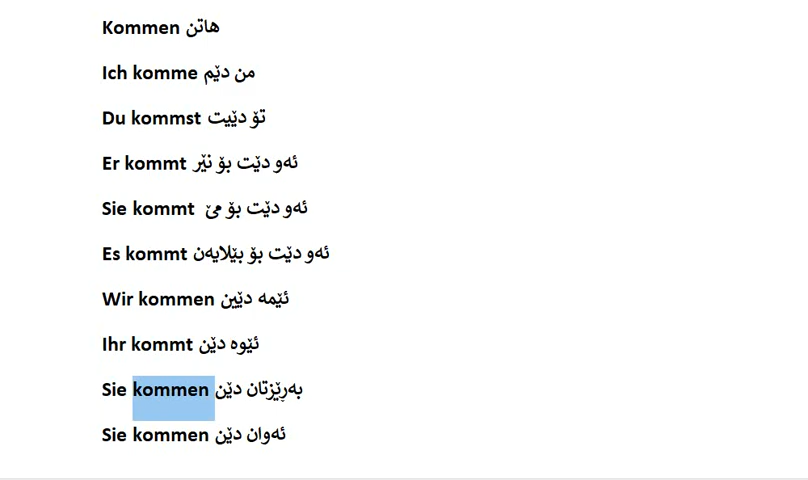 Kommen هاتن
Ich komme من دێم
Du kommst تۆ دێیت
Er kommt ئەو دێت بۆ نێر
Sie kommt ئەو دێت بۆ مێ
Es kommt ئەو دێت بۆ بێلایەن
Wir kommen ئێمە دێین
Ihr kommt ئێوە دێن
Sie kommen بەڕێزتان دێن
Sie kommen ئەوان دێن